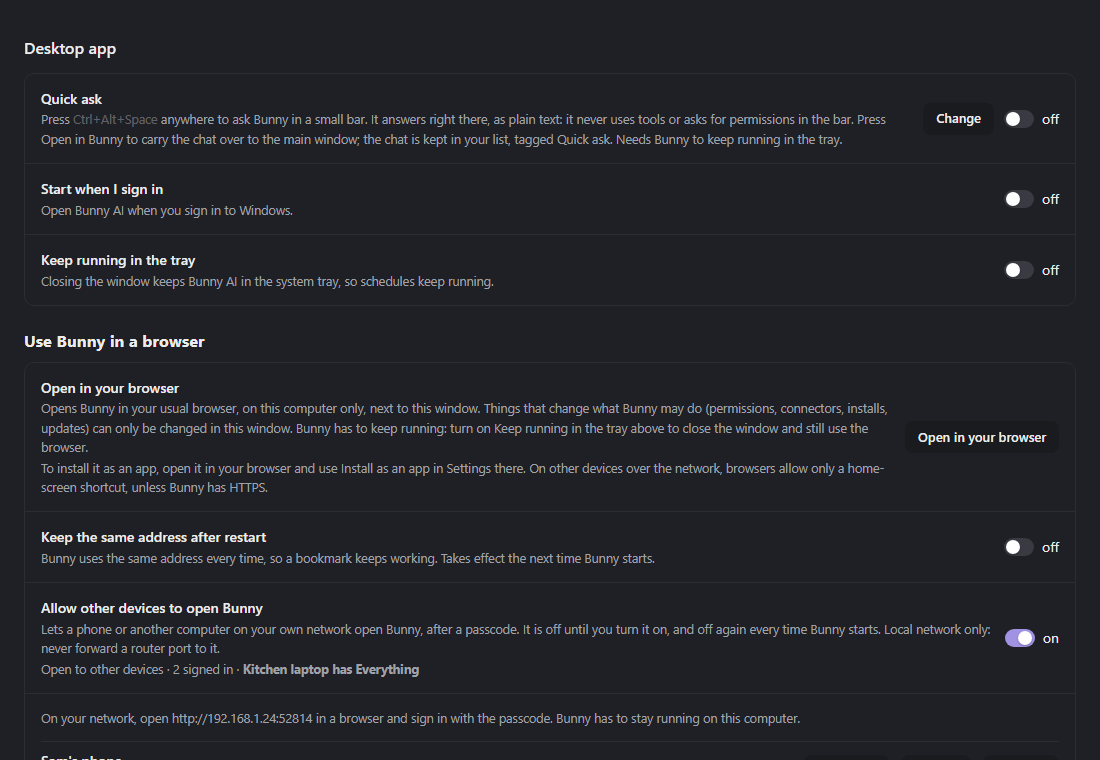 Desktop app
Quick ask
Press Ctrl+Alt+Space anywhere to ask Bunny in a small bar. It answers right there, as plain text: it never uses tools or asks for permissions in the bar. Press
Open in Bunny to carry the chat over to the main window; the chat is kept in your list, tagged Quick ask. Needs Bunny to keep running in the tray.
Change
off
Start when I sign in
Open Bunny AI when you sign in to Windows.
off
Keep running in the tray
Closing the window keeps Bunny AI in the system tray, so schedules keep running.
off
Use Bunny in a browser
Open in your browser
Opens Bunny in your usual browser, on this computer only, next to this window. Things that change what Bunny may do (permissions, connectors, installs,
updates) can only be changed in this window. Bunny has to keep running: turn on Keep running in the tray above to close the window and still use the
browser.
To install it as an app, open it in your browser and use Install as an app in Settings there. On other devices over the network, browsers allow only a home-
screen shortcut, unless Bunny has HTTPS.
Open in your browser
Keep the same address after restart
Bunny uses the same address every time, so a bookmark keeps working. Takes effect the next time Bunny starts.
off
Allow other devices to open Bunny
Lets a phone or another computer on your own network open Bunny, after a passcode. It is off until you turn it on, and off again every time Bunny starts. Local network only:
never forward a router port to it.
Open to other devices · 2 signed in · Kitchen laptop has Everything
on
On your network, open http://192.168.1.24:52814 in a browser and sign in with the passcode. Bunny has to stay running on this computer.